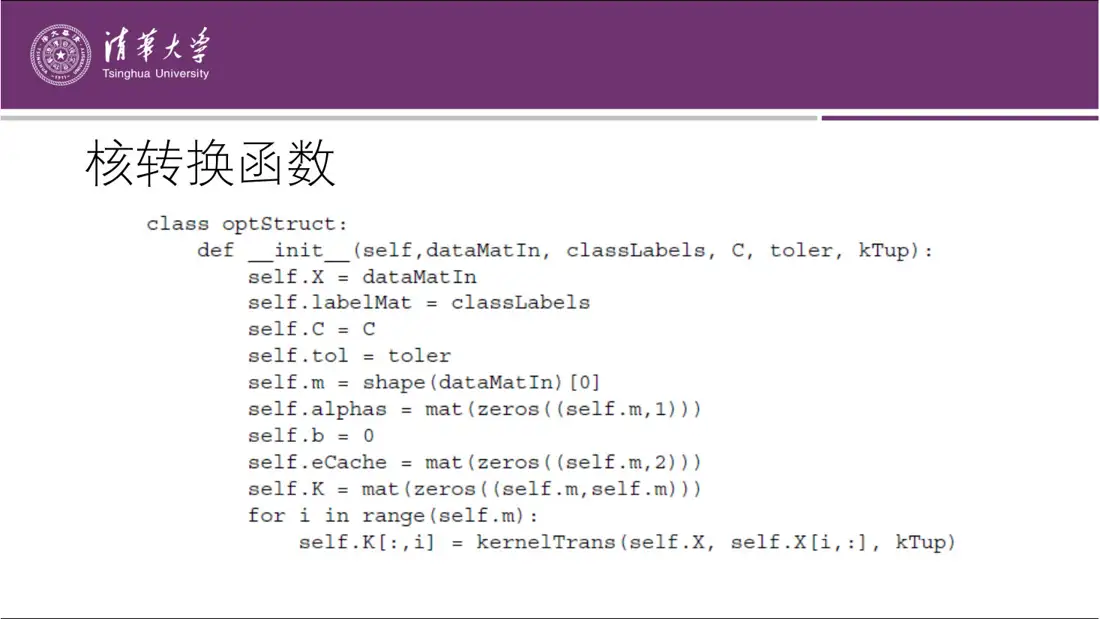 清华大学
Tsinghua University
核转换函数
class optStruct:
    def __init__(self,dataMatIn, classLabels, C, toler, kTup):
        self.X = dataMatIn
        self.labelMat = classLabels
        self.C = C
        self.tol = toler
        self.m = shape(dataMatIn)[0]
        self.alphas = mat(zeros((self.m,1)))
        self.b = 0
        self.eCache = mat(zeros((self.m,2)))
        self.K = mat(zeros((self.m,self.m)))
        for i in range(self.m):
            self.K[:,i] = kernelTrans(self.X, self.X[i,:], kTup)